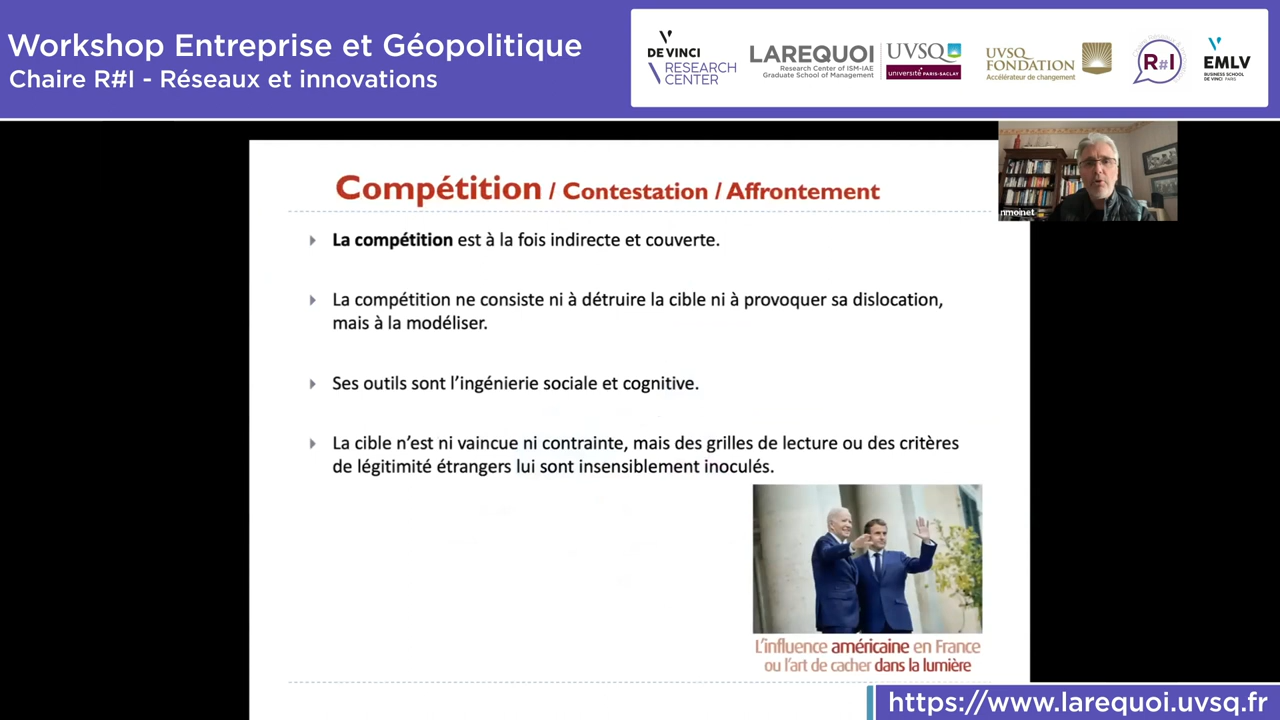 Workshop Entreprise et Géopolitique
Chaire R#I - Réseaux et innovations
DE VINCI
RESEARCH
CENTER
LAREQUOI
Research Center of ISM-IAE
Graduate School of Management
UVSQ
université PARIS-SACLAY
UVSQ
FONDATION
Accélérateur de changement
R#I
EMLV
BUSINESS SCHOOL
DE VINCI PARIS
nmoinet
Compétition / Contestation / Affrontement
La compétition est à la fois indirecte et couverte.
La compétition ne consiste ni à détruire la cible ni à provoquer sa dislocation,
mais à la modéliser.
Ses outils sont l’ingénierie sociale et cognitive.
La cible n’est ni vaincue ni contrainte, mais des grilles de lecture ou des critères
de légitimité étrangers lui sont insensiblement inoculés.
L’influence américaine en France
ou l’art de cacher dans la lumière
https://www.larequoi.uvsq.fr